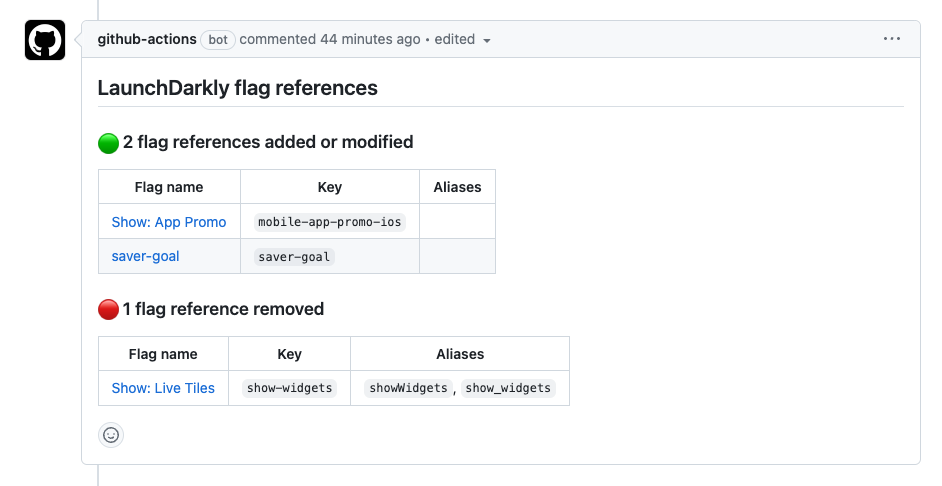 github-actions bot commented 44 minutes ago • edited
LaunchDarkly flag references
2 flag references added or modified
Flag name Key Aliases
Show: App Promo mobile-app-promo-ios
saver-goal saver-goal
1 flag reference removed
Flag name Key Aliases
Show: Live Tiles show-widgets showWidgets, show_widgets